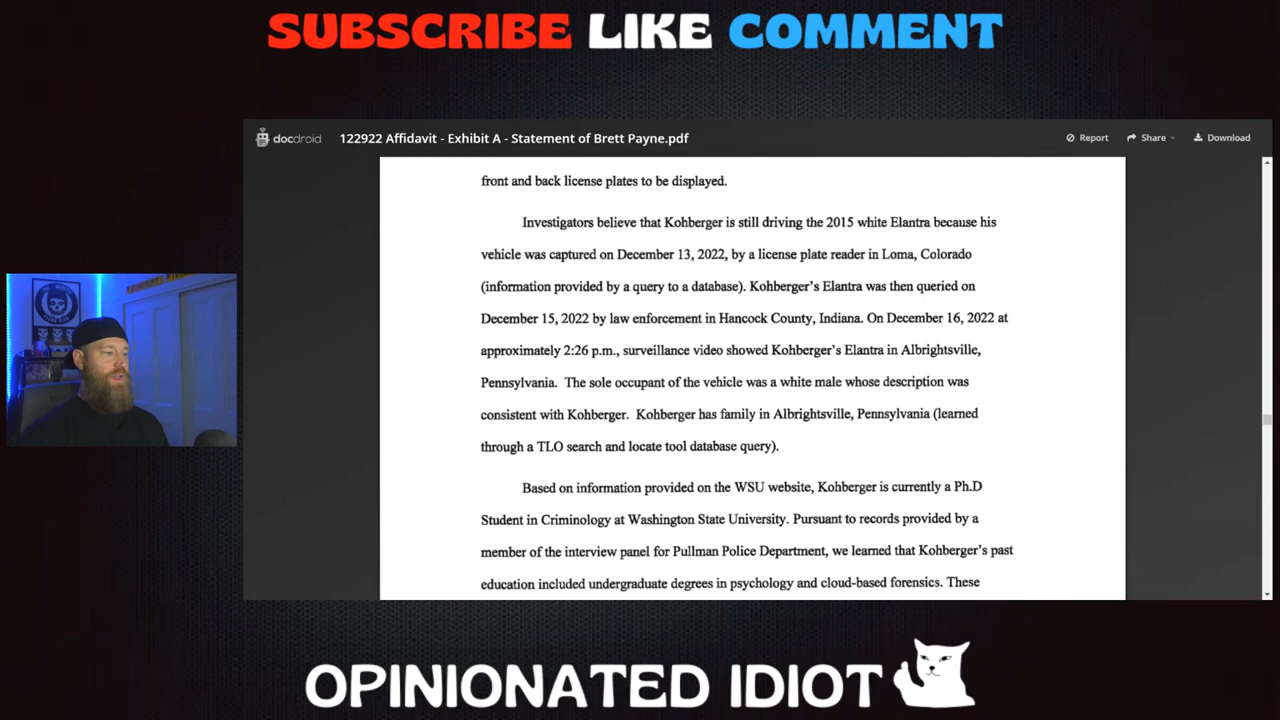 SUBSCRIBE LIKE COMMENT
docdroid
122922 Affidavit - Exhibit A - Statement of Brett Payne.pdf
Report
Share
Download
front and back license plates to be displayed.
Investigators believe that Kohberger is still driving the 2015 white Elantra because his
vehicle was captured on December 13, 2022, by a license plate reader in Loma, Colorado
(information provided by a query to a database). Kohberger's Elantra was then queried on
December 15, 2022 by law enforcement in Hancock County, Indiana. On December 16, 2022 at
approximately 2:26 p.m., surveillance video showed Kohberger's Elantra in Albrightsville,
Pennsylvania. The sole occupant of the vehicle was a white male whose description was
consistent with Kohberger. Kohberger has family in Albrightsville, Pennsylvania (learned
through a TLO search and locate tool database query).
Based on information provided on the WSU website, Kohberger is currently a Ph.D
Student in Criminology at Washington State University. Pursuant to records provided by a
member of the interview panel for Pullman Police Department, we learned that Kohberger's past
education included undergraduate degrees in psychology and cloud-based forensics. These
OPINIONATED IDIOT